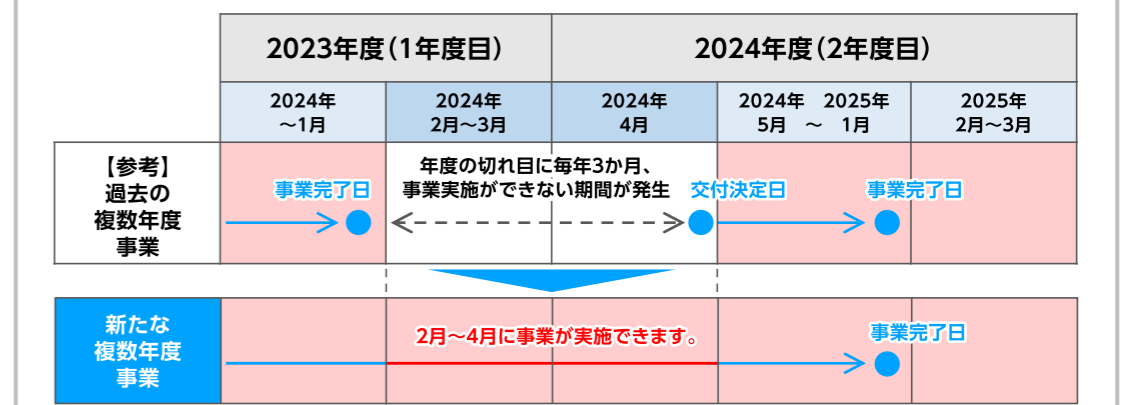 2023年度（1年度目）
2024年度（2年度目）
2024年
～1月
2024年
2月～3月
2024年
4月
2024年 2025年
5月 ～ 1月
2025年
2月～3月
【参考】
過去の
複数年度
事業
事業完了日
年度の切れ目に毎年3か月、
事業実施ができない期間が発生
交付決定日
事業完了日
新たな
複数年度
事業
2月～4月に事業が実施できます。
事業完了日